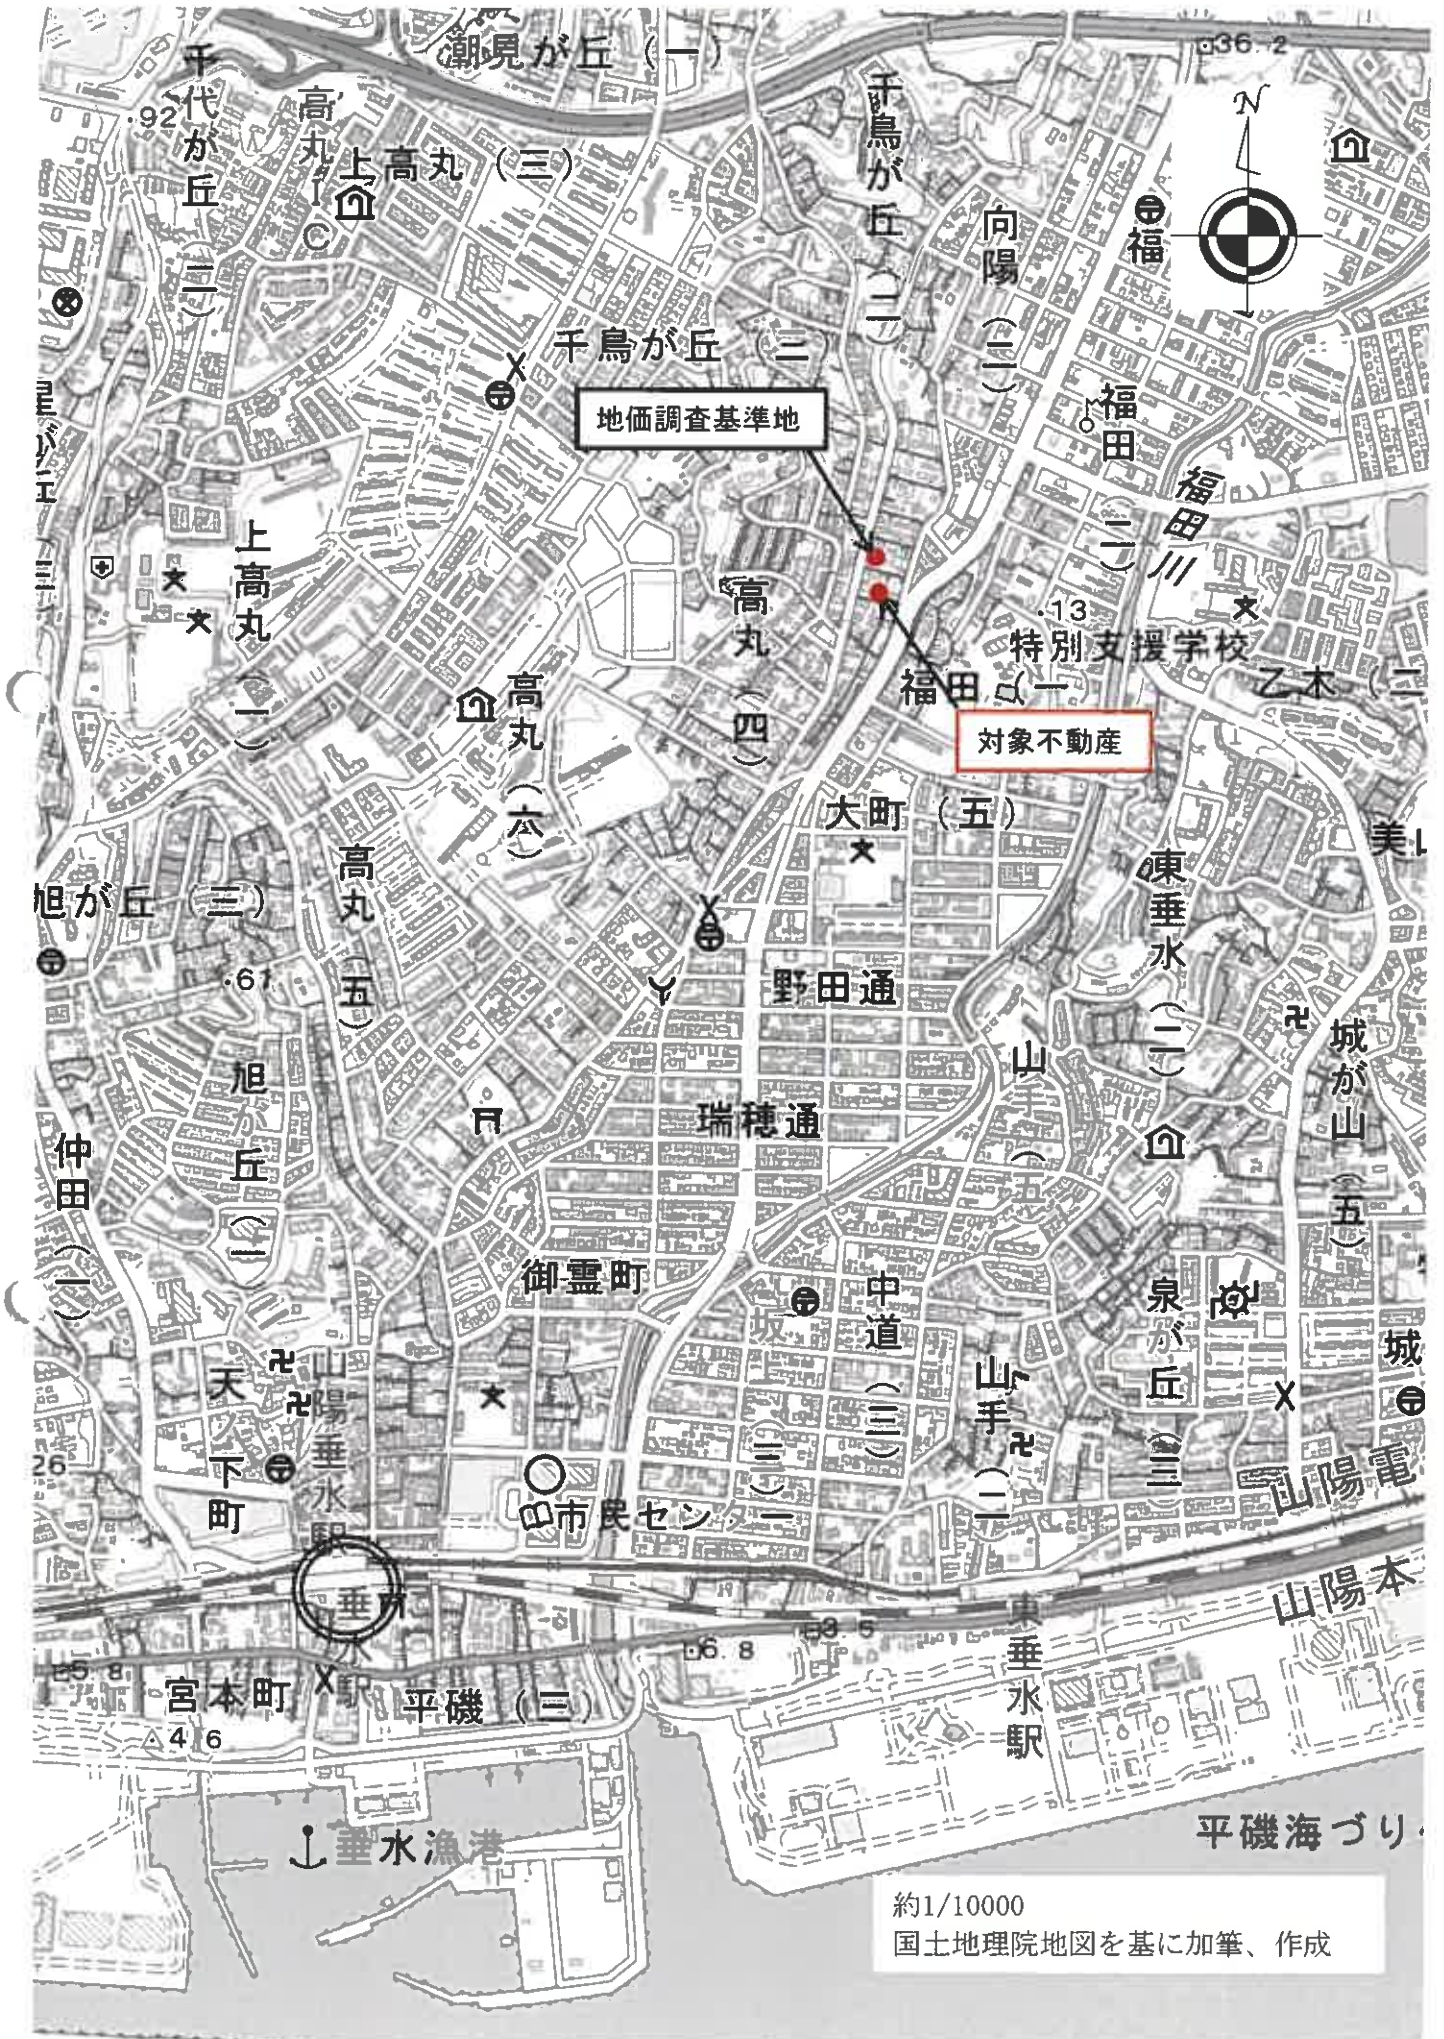 潮見が丘(一)
36.2
千代が丘(二)
.92
高丸IC
上高丸(三)
千鳥が丘(二)
向陽(二)
福
N
千鳥が丘(三
地価調査基準地
福田(二)
福田川
上高丸(一)
高丸(四)
.13
特別支援学校
福田(一
乙木(二
高丸(六)
対象不動産
大町(五)
高丸(五)
旭が丘(三)
東垂水(二)
.61
野田通
山手(五
城が山(五)
旭が丘(一
瑞穂通
仲田(一)
御霊町
中道(三)
泉が丘(三)
城
天ノ下町
山陽垂水駅
山手(二
26
市民センター
山陽電
垂水駅
山陽本
東垂水駅
3.5
6.8
5.8
宮本町
平磯(三)
4.6
垂水漁港
平磯海づり
約1/10000
国土地理院地図を基に加筆、作成